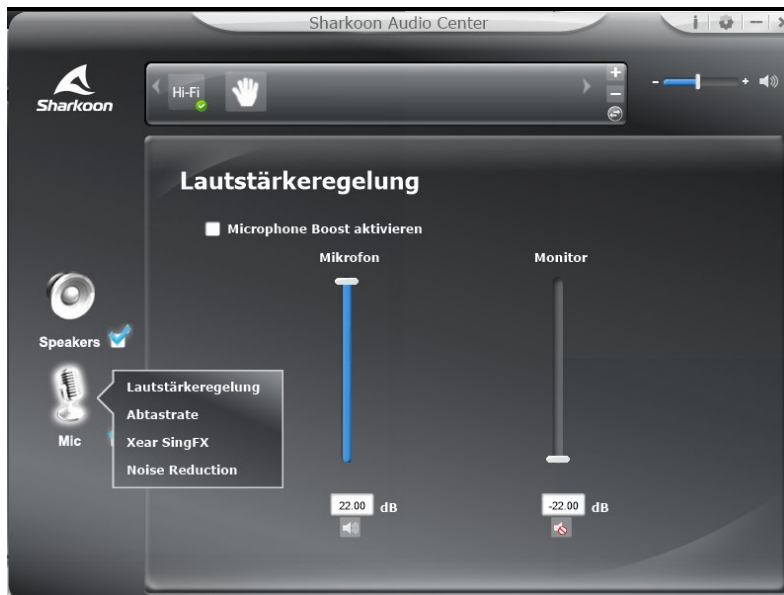 Sharkoon Audio Center
Sharkoon
Hi-Fi
Lautstärkeregelung
Microphone Boost aktivieren
Mikrofon
Monitor
Speakers
Mic
Lautstärkeregelung
Abtastrate
Xear SingFX
Noise Reduction
22.00 dB
-22.00 dB